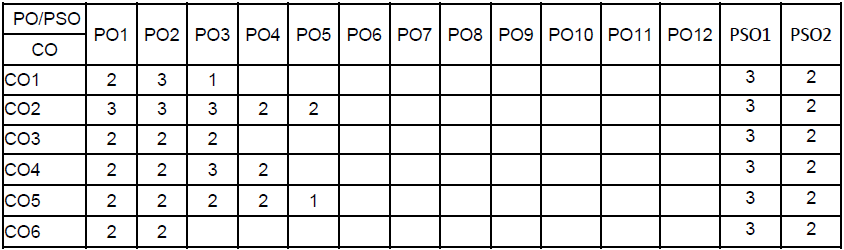 PO/PSO PO1 PO2 PO3 PO4 PO5 PO6 PO7 PO8 PO9 PO10 PO11 PO12 PSO1 PSO2
CO
CO1 2 3 1 3 2
CO2 3 3 3 2 2 3 2
CO3 2 2 2 3 2
CO4 2 2 3 2 3 2
CO5 2 2 2 2 1 3 2
CO6 2 2 3 2